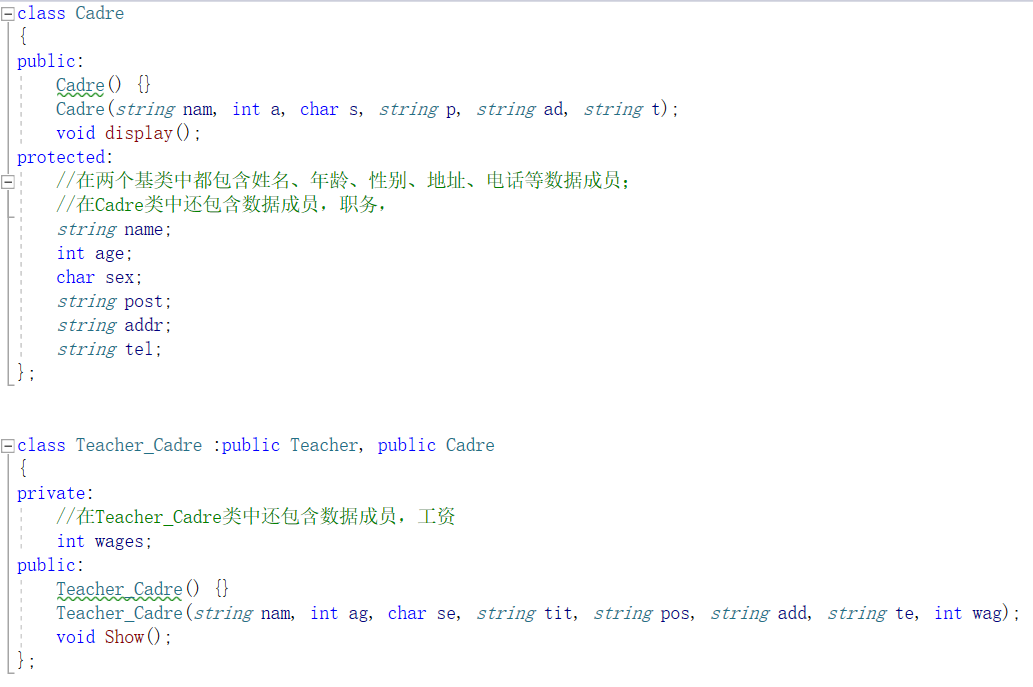 class Cadre
{
public:
Cadre() {}
Cadre(string nam, int a, char s, string p, string ad, string t);
void display();
protected:
//在两个基类中都包含姓名、年龄、性别、地址、电话等数据成员；
//在Cadre类中还包含数据成员，职务，
string name;
int age;
char sex;
string post;
string addr;
string tel;
};
class Teacher_Cadre :public Teacher, public Cadre
{
private:
//在Teacher_Cadre类中还包含数据成员，工资
int wages;
public:
Teacher_Cadre() {}
Teacher_Cadre(string nam, int ag, char se, string tit, string pos, string add, string te, int wag);
void Show();
};